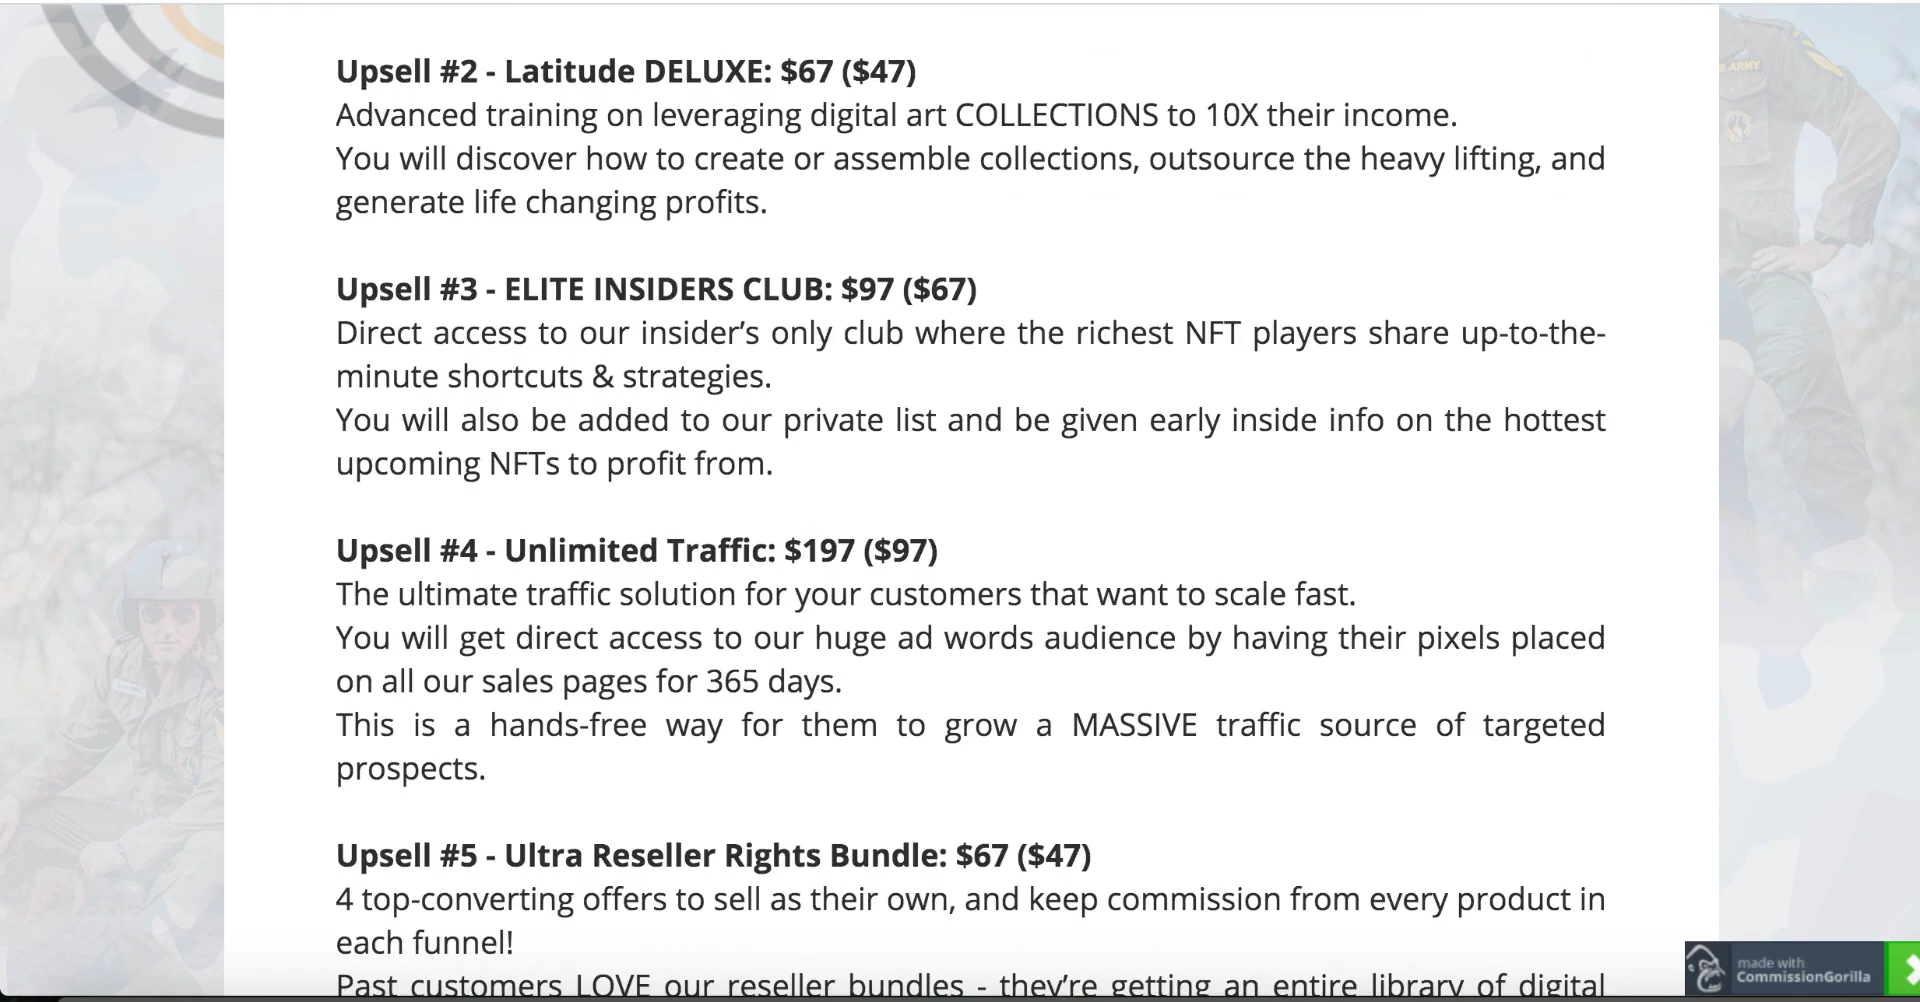 Upsell #2 - Latitude DELUXE: $67 ($47)
Advanced training on leveraging digital art COLLECTIONS to 10X their income.
You will discover how to create or assemble collections, outsource the heavy lifting, and
generate life changing profits.
Upsell #3 - ELITE INSIDERS CLUB: $97 ($67)
Direct access to our insider’s only club where the richest NFT players share up-to-the-
minute shortcuts & strategies.
You will also be added to our private list and be given early inside info on the hottest
upcoming NFTs to profit from.
Upsell #4 - Unlimited Traffic: $197 ($97)
The ultimate traffic solution for your customers that want to scale fast.
You will get direct access to our huge ad words audience by having their pixels placed
on all our sales pages for 365 days.
This is a hands-free way for them to grow a MASSIVE traffic source of targeted
prospects.
Upsell #5 - Ultra Reseller Rights Bundle: $67 ($47)
4 top-converting offers to sell as their own, and keep commission from every product in
each funnel!
Past customers LOVE our reseller bundles - they’re getting an entire library of digital
made with
CommissionGorilla
ARMY